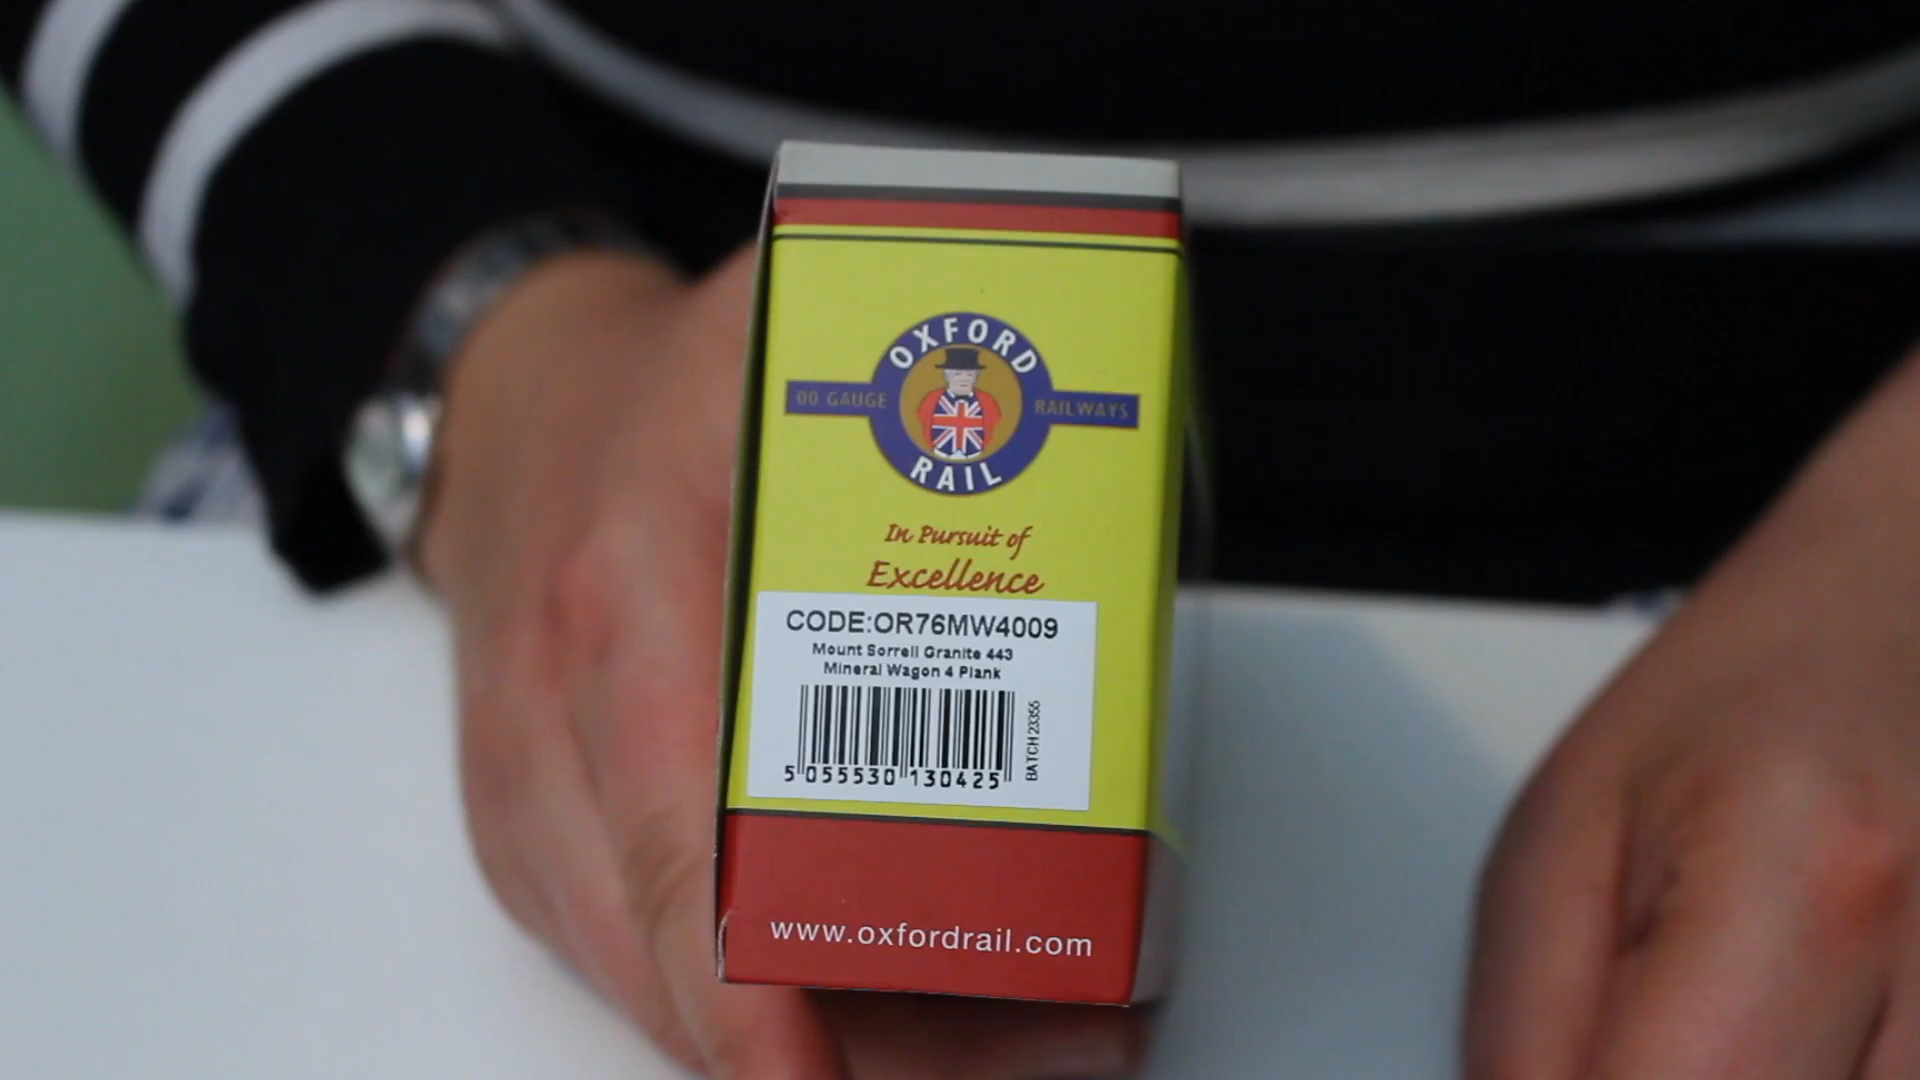 OXFORD
OO GAUGE RAILWAYS
RAIL
In Pursuit of
Excellence
CODE:OR76MW4009
Mount Sorrell Granite 443
Mineral Wagon 4 Plank
5 055530 130425
BATCH 23355
www.oxfordrail.com